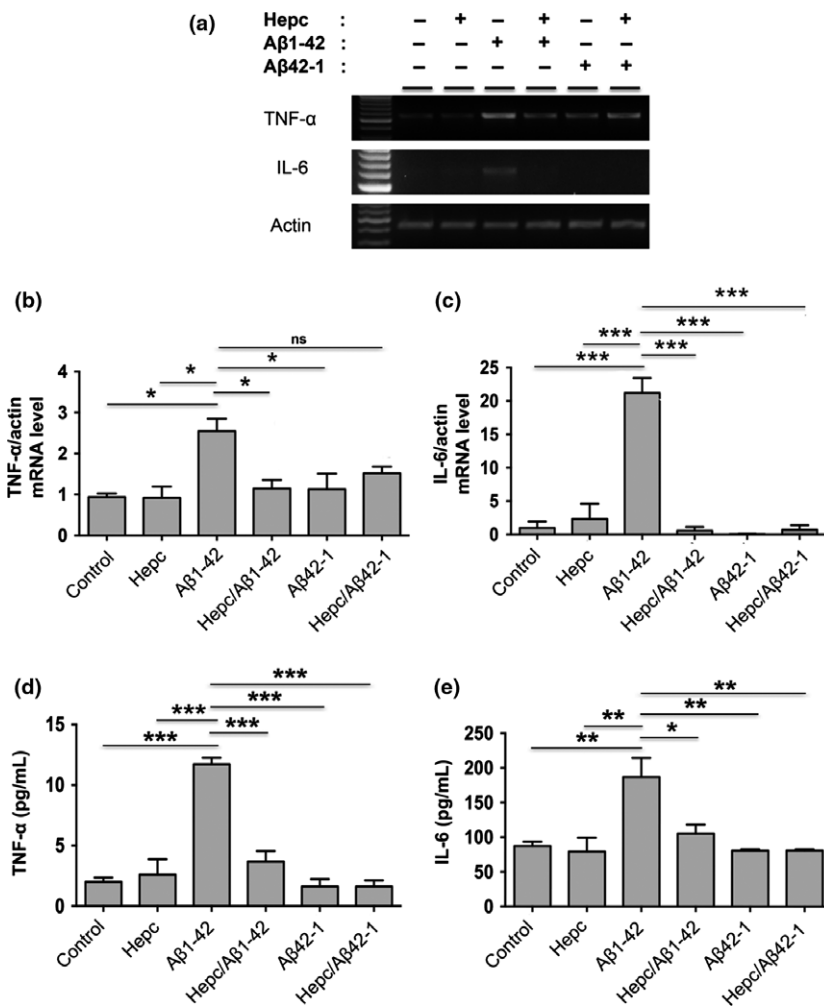 (a)
Hepc : – + – + – +
Aβ1-42 : – – + + – –
Aβ42-1 : – – – – + +
TNF-α
IL-6
Actin
(b)
TNF-α/actin
mRNA level
4
3
2
1
0
*
*
*
*
ns
Control
Hepc
Aβ1-42
Hepc/Aβ1-42
Aβ42-1
Hepc/Aβ42-1
(c)
IL-6/actin
mRNA level
25
20
15
10
5
0
***
***
***
***
***
Control
Hepc
Aβ1-42
Hepc/Aβ1-42
Aβ42-1
Hepc/Aβ42-1
(d)
TNF-α (pg/mL)
15
10
5
0
***
***
***
***
***
Control
Hepc
Aβ1-42
Hepc/Aβ1-42
Aβ42-1
Hepc/Aβ42-1
(e)
IL-6 (pg/mL)
250
200
150
100
50
0
**
**
*
**
**
Control
Hepc
Aβ1-42
Hepc/Aβ1-42
Aβ42-1
Hepc/Aβ42-1